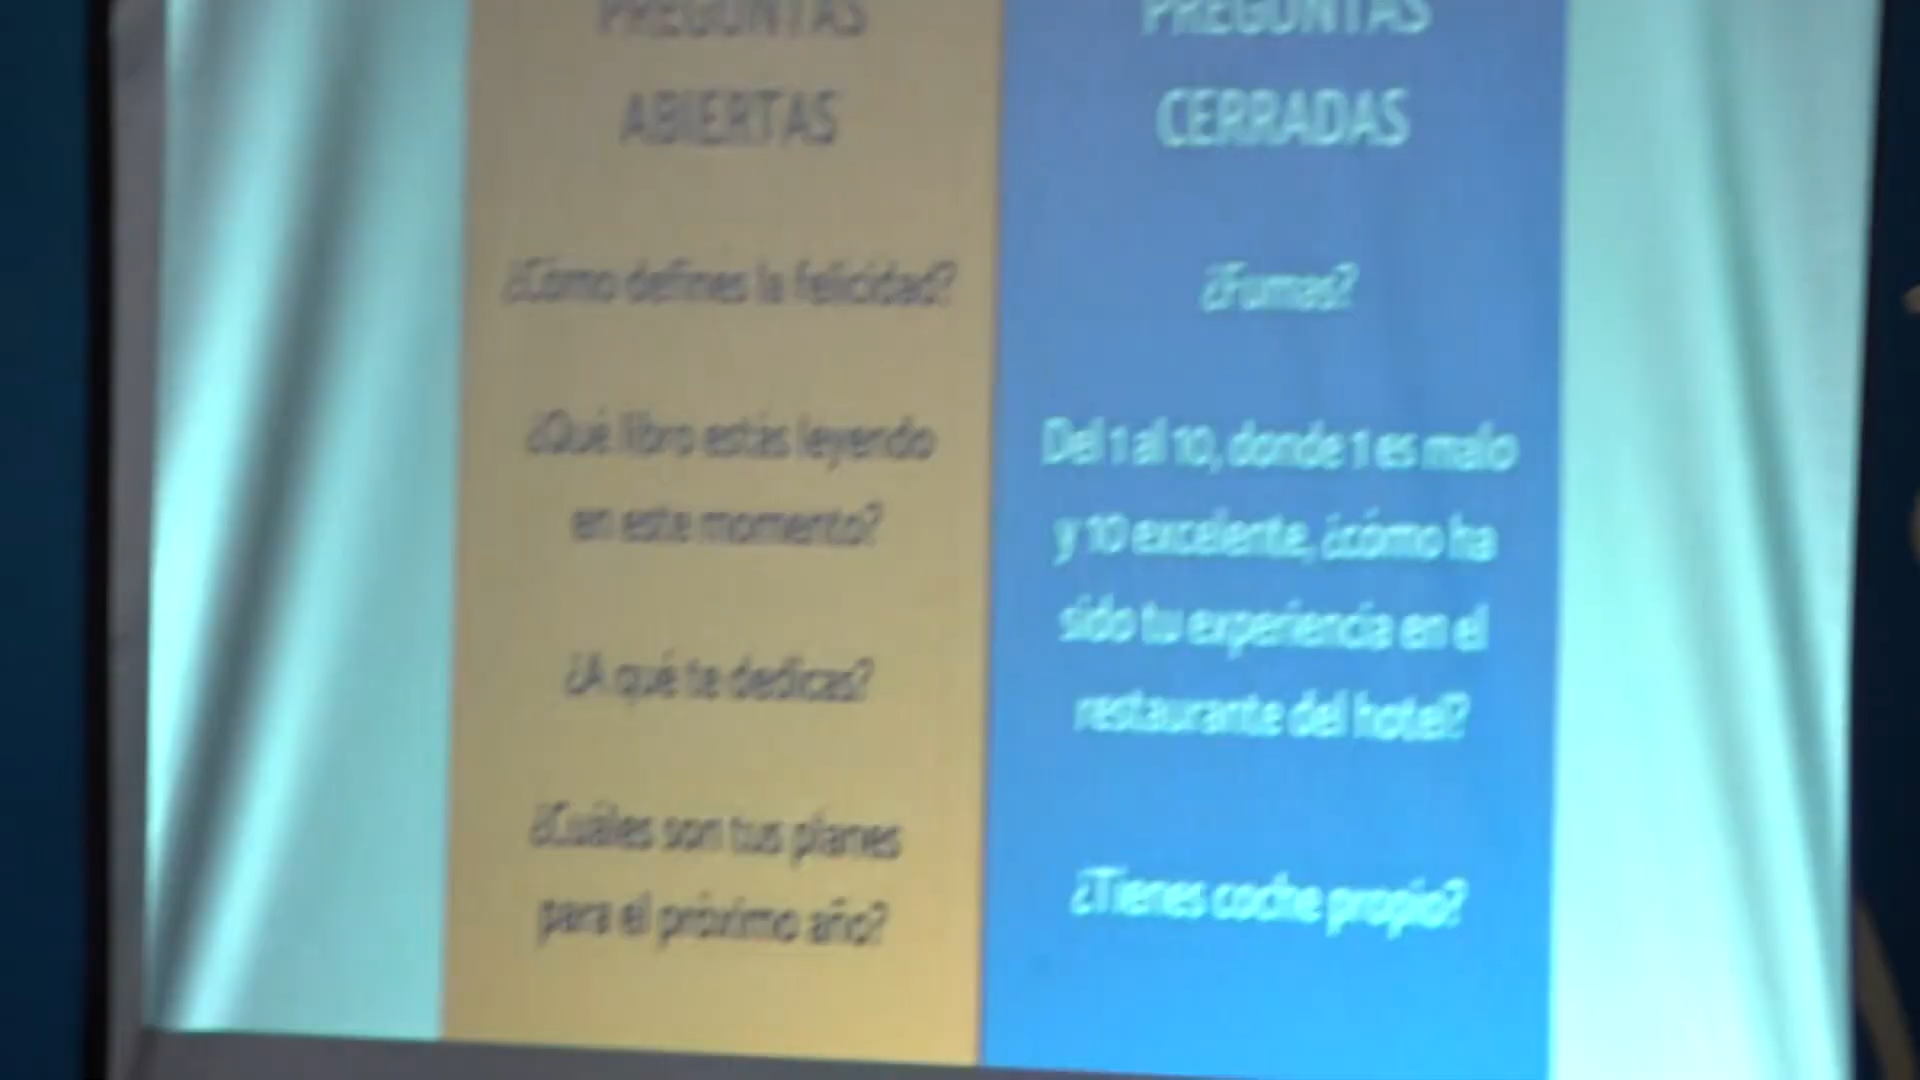 PREGUNTAS
ABIERTAS
¿Cómo defines la felicidad?
¿Qué libro estás leyendo
en este momento?
¿A qué te dedicas?
¿Cuáles son tus planes
para el próximo año?
PREGUNTAS
CERRADAS
¿Fumas?
Del 1 al 10, donde 1 es malo
y 10 excelente, ¿cómo ha
sido tu experiencia en el
restaurante del hotel?
¿Tienes coche propio?